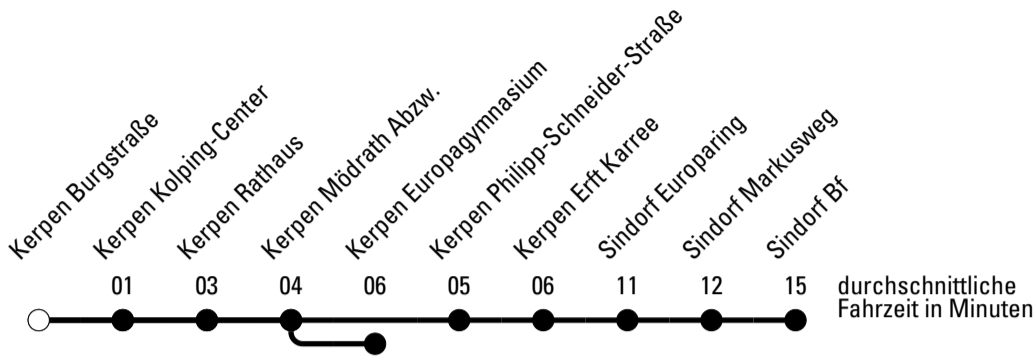 Kerpen Burgstraße
Kerpen Kolping-Center
Kerpen Rathaus
Kerpen Mödrath Abzw.
Kerpen Europagymnasium
Kerpen Philipp-Schneider-Straße
Kerpen Erft Karree
Sindorf Europaring
Sindorf Markusweg
Sindorf Bf
01 03 04 06 05 06 11 12 15
durchschnittliche
Fahrzeit in Minuten